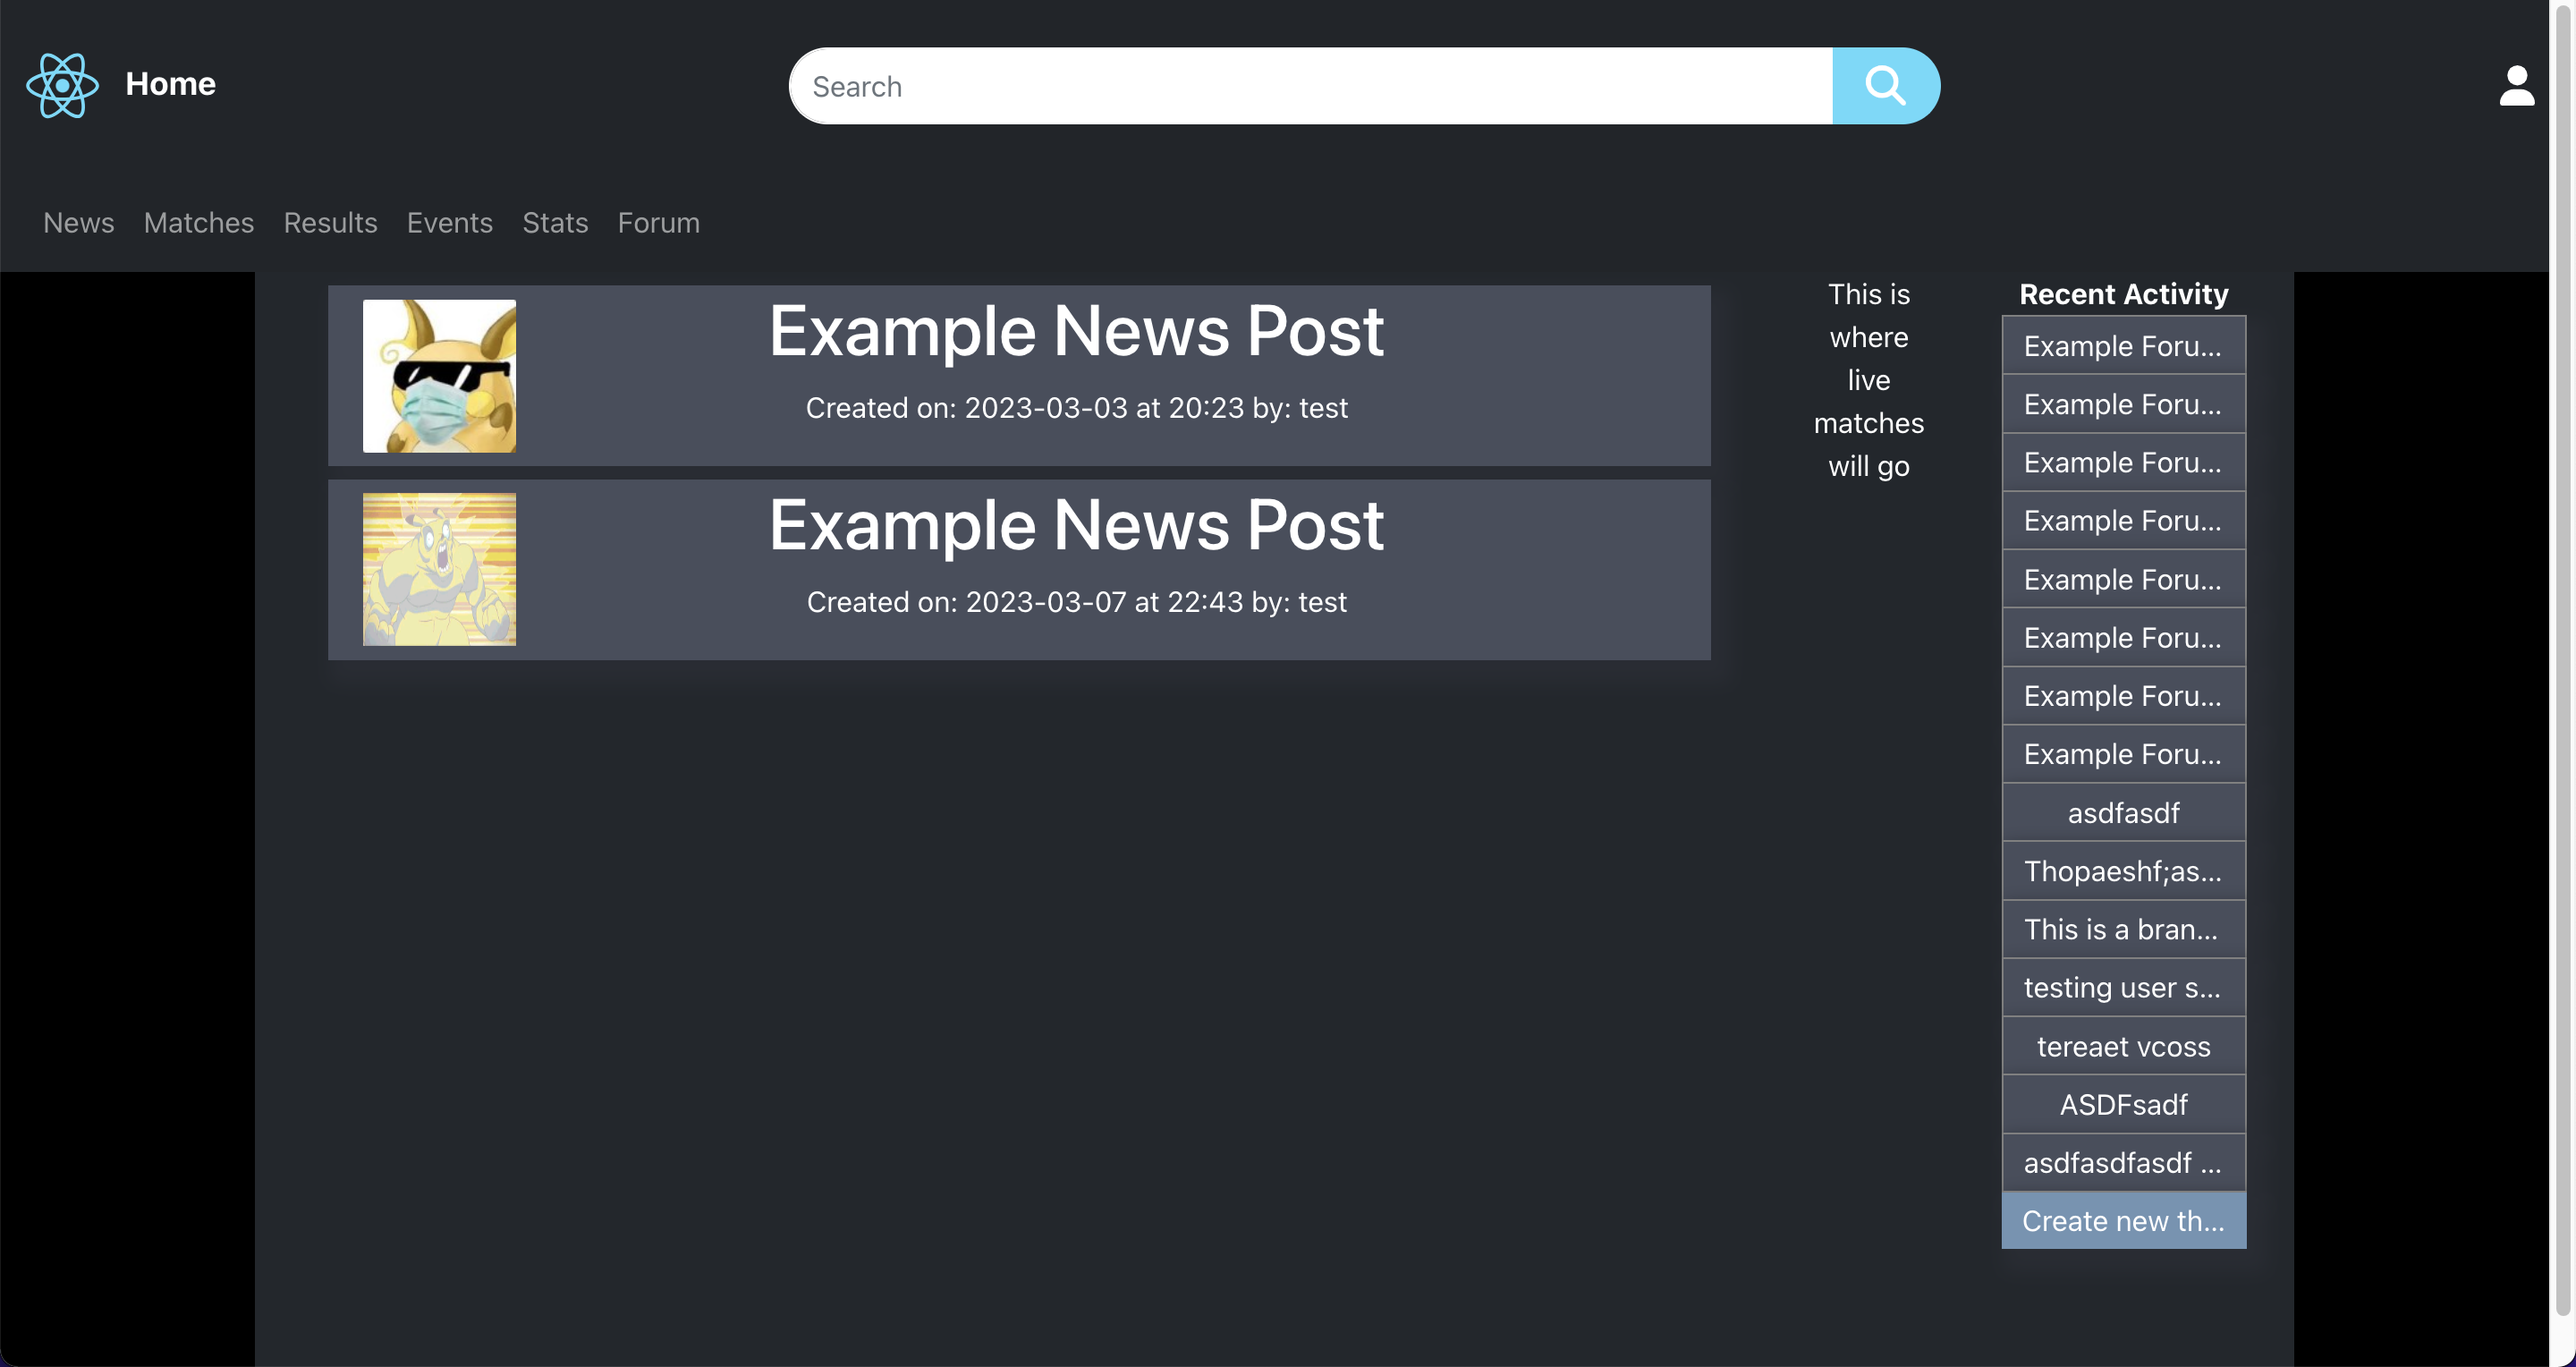 Home
Search
News Matches Results Events Stats Forum
Example News Post
Created on: 2023-03-03 at 20:23 by: test
Example News Post
Created on: 2023-03-07 at 22:43 by: test
This is
where
live
matches
will go
Recent Activity
Example Foru...
Example Foru...
Example Foru...
Example Foru...
Example Foru...
Example Foru...
Example Foru...
Example Foru...
asdfasdf
Thopaeshf;as...
This is a bran...
testing user s...
tereaet vcoss
ASDFsadf
asdfasdfasdf ...
Create new th...